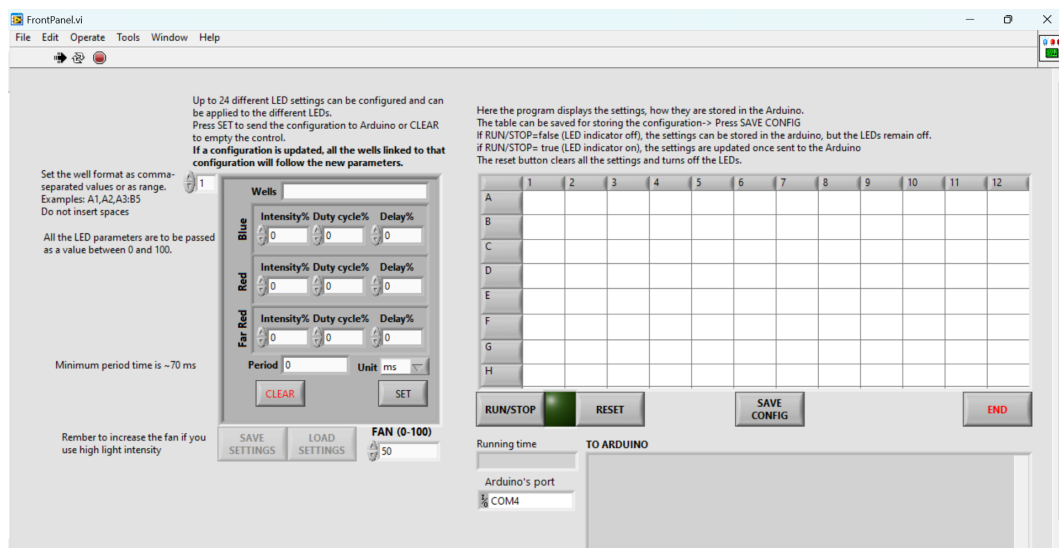 FrontPanel.vi
File Edit Operate Tools Window Help
Up to 24 different LED settings can be configured and can
be applied to the different LEDs.
Press SET to send the configuration to Arduino or CLEAR
to empty the control.
If a configuration is updated, all the wells linked to that
configuration will follow the new parameters.
Set the well format as comma-
separated values or as range.
Examples: A1,A2,A3:B5
Do not insert spaces
All the LED parameters are to be passed
as a value between 0 and 100.
1
Wells
Blue
Intensity% Duty cycle% Delay%
0 0 0
Red
Intensity% Duty cycle% Delay%
0 0 0
Far Red
Intensity% Duty cycle% Delay%
0 0 0
Minimum period time is ~70 ms
Period 0 Unit ms
CLEAR SET
Rember to increase the fan if you
use high light intensity
SAVE
SETTINGS
LOAD
SETTINGS
FAN (0-100)
50
Here the program displays the settings, how they are stored in the Arduino.
The table can be saved for storing the configuration-> Press SAVE CONFIG
If RUN/STOP=false (LED indicator off), the settings can be stored in the arduino, but the LEDs remain off.
if RUN/STOP= true (LED indicator on), the settings are updated once sent to the Arduino
The reset button clears all the settings and turns off the LEDs.
1 2 3 4 5 6 7 8 9 10 11 12
A
B
C
D
E
F
G
H
RUN/STOP RESET
SAVE
CONFIG
END
Running time
TO ARDUINO
Arduino's port
COM4